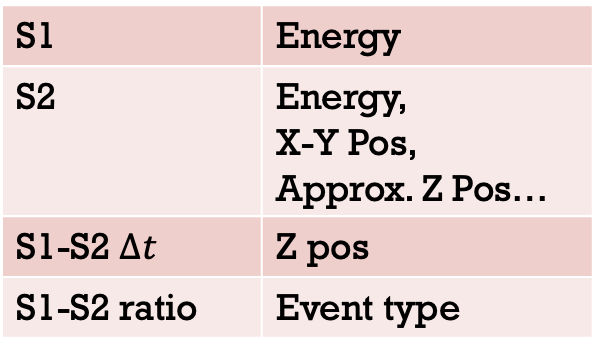 S1 Energy
S2 Energy,
X-Y Pos,
Approx. Z Pos...
S1-S2 Δt Z pos
S1-S2 ratio Event type